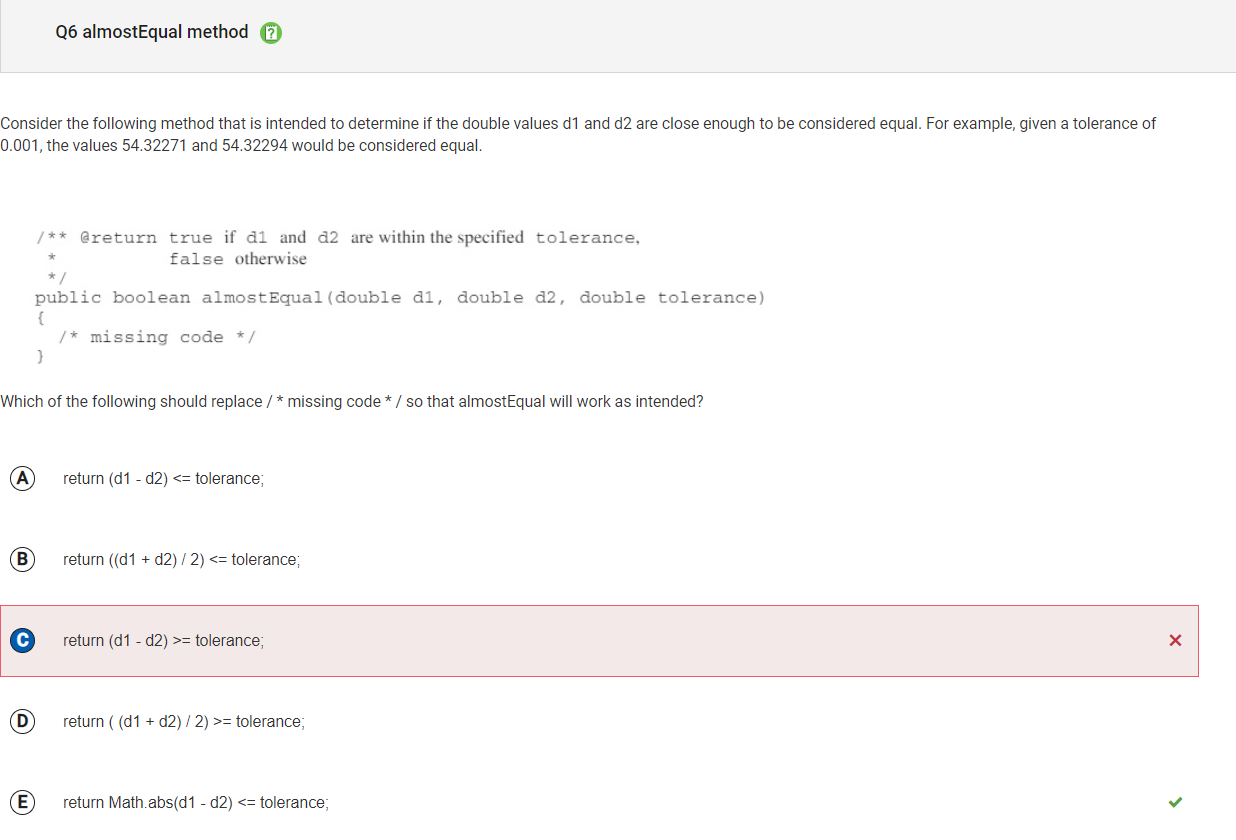 Q6 almostEqual method ?
Consider the following method that is intended to determine if the double values d1 and d2 are close enough to be considered equal. For example, given a tolerance of
0.001, the values 54.32271 and 54.32294 would be considered equal.
/** @return true if d1 and d2 are within the specified tolerance,
* false otherwise
*/
public boolean almostEqual(double d1, double d2, double tolerance)
{
/* missing code */
}
Which of the following should replace / * missing code * / so that almostEqual will work as intended?
A return (d1 - d2) <= tolerance;
B return ((d1 + d2) / 2) <= tolerance;
C return (d1 - d2) >= tolerance;
D return ( (d1 + d2) / 2) >= tolerance;
E return Math.abs(d1 - d2) <= tolerance;